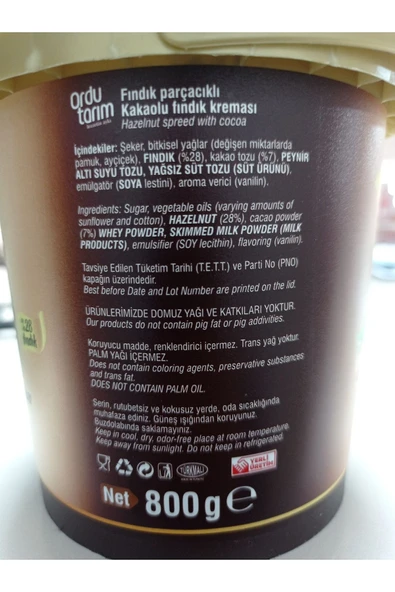 Ordu
tarım
Fındık parçacıklı
Kakaolu fındık kreması
Hazelnut spread with cocoa
İçindekiler: Şeker, bitkisel yağlar (değişen miktarlarda
pamuk, ayçiçek), FINDIK (%28), kakao tozu (%7), PEYNİR
ALTI SUYU TOZU, YAĞSIZ SÜT TOZU (SÜT ÜRÜNÜ),
emülgatör (SOYA lestini), aroma verici (vanilin).
Ingredients: Sugar, vegetable oils (varying amounts of
sunflower and cotton), HAZELNUT (28%), cacao powder
(7%) WHEY POWDER, SKIMMED MILK POWDER (MILK
PRODUCTS), emulsifier (SOY lecithin), flavoring (vanilin).
Tavsiye Edilen Tüketim Tarihi (T.E.T.T.) ve Parti No (PNO)
kapağın üzerindedir.
Best before Date and Lot Number are printed on the lid.
ÜRÜNLERİMİZDE DOMUZ YAĞI VE KATKILARI YOKTUR.
Our products do not contain pig fat or pig additives.
Koruyucu madde, renklendirici içermez. Trans yağ yoktur.
PALM YAĞI İÇERMEZ.
Does not contain coloring agents, preservative substances
and trans fat.
DOES NOT CONTAIN PALM OIL.
Serin, rutubetsiz ve kokusuz yerde, oda sıcaklığında
muhafaza ediniz. Güneş ışığından koruyunuz.
Buzdolabında saklamayınız.
Keep in cool, dry, odor-free place at room temperature.
Keep away from sunlight. Do not keep in refrigerated.
%28
TÜRKMALI
YERLİ
ÜRETİM
Net 800 g e